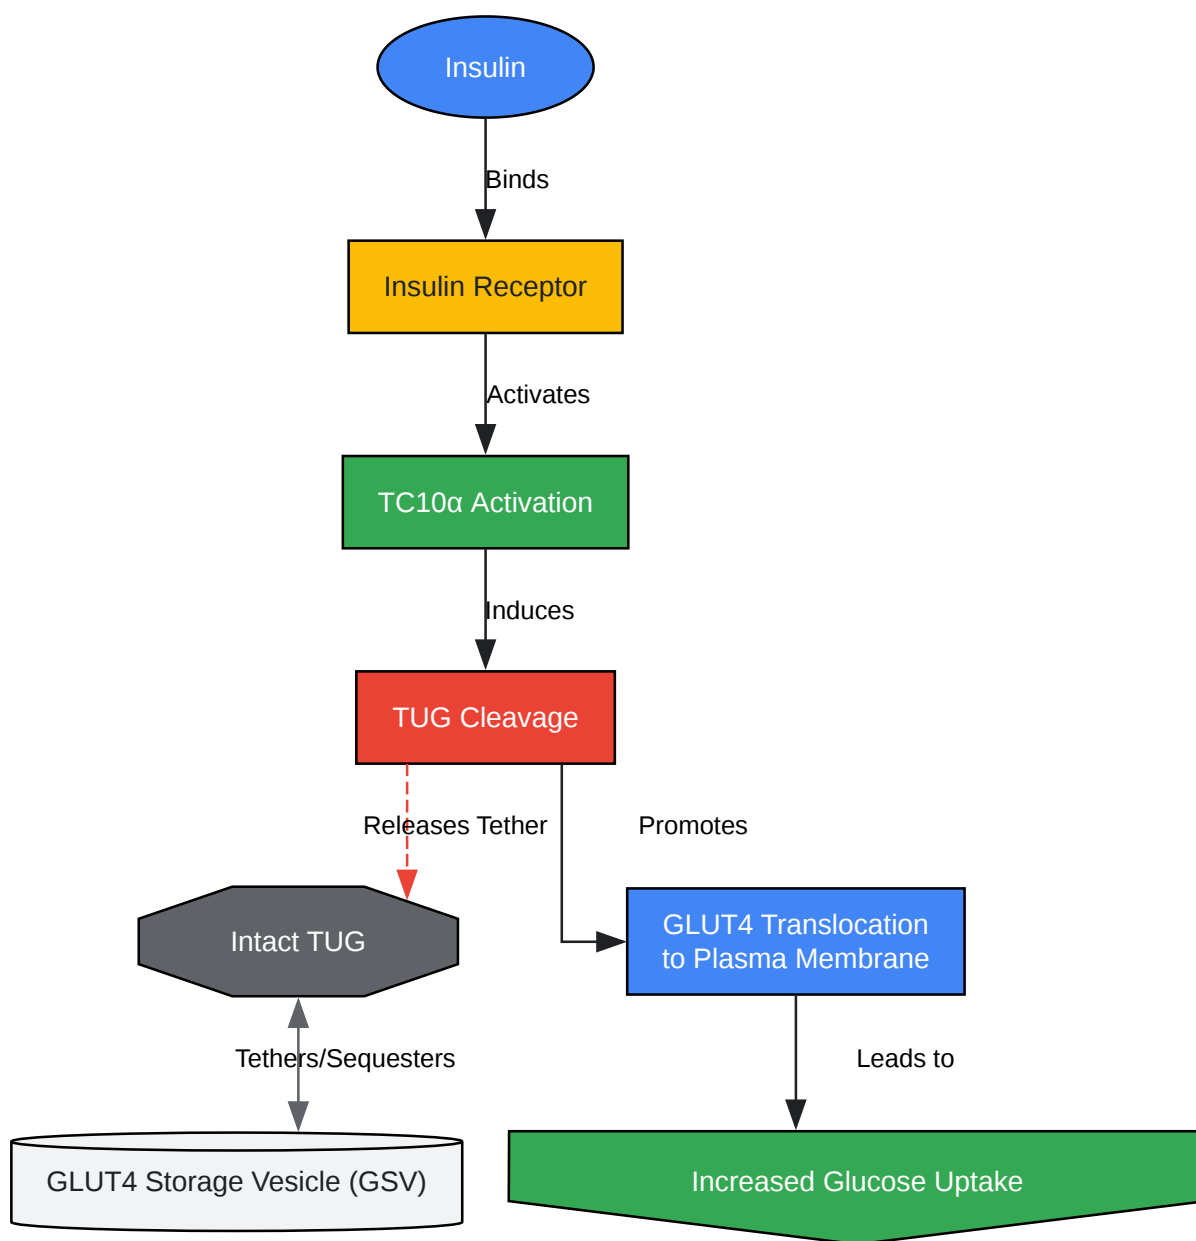 Insulin
Binds
Insulin Receptor
Activates
TC10α Activation
Induces
TUG Cleavage
Releases Tether
Promotes
Intact TUG
GLUT4 Translocation
to Plasma Membrane
Tethers/Sequesters
Leads to
GLUT4 Storage Vesicle (GSV)
Increased Glucose Uptake